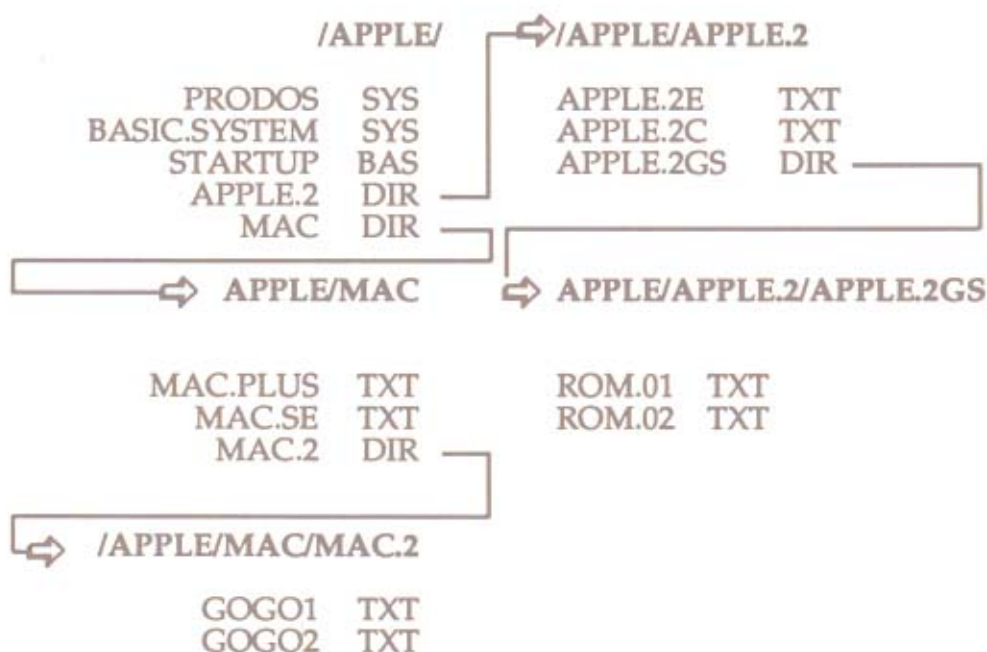 /APPLE/
PRODOS SYS
BASIC.SYSTEM SYS
STARTUP BAS
APPLE.2 DIR
MAC DIR
/APPLE/APPLE.2
APPLE.2E TXT
APPLE.2C TXT
APPLE.2GS DIR
APPLE/MAC
MAC.PLUS TXT
MAC.SE TXT
MAC.2 DIR
APPLE/APPLE.2/APPLE.2GS
ROM.01 TXT
ROM.02 TXT
/APPLE/MAC/MAC.2
GOGO1 TXT
GOGO2 TXT